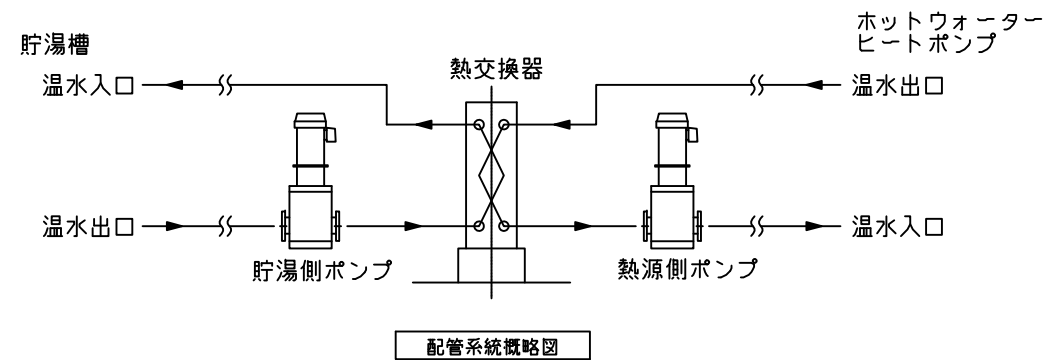 ホットウォーター
ヒートポンプ
貯湯槽
熱交換器
温水入口
温水出口
温水出口
温水入口
貯湯側ポンプ
熱源側ポンプ
配管系統概略図